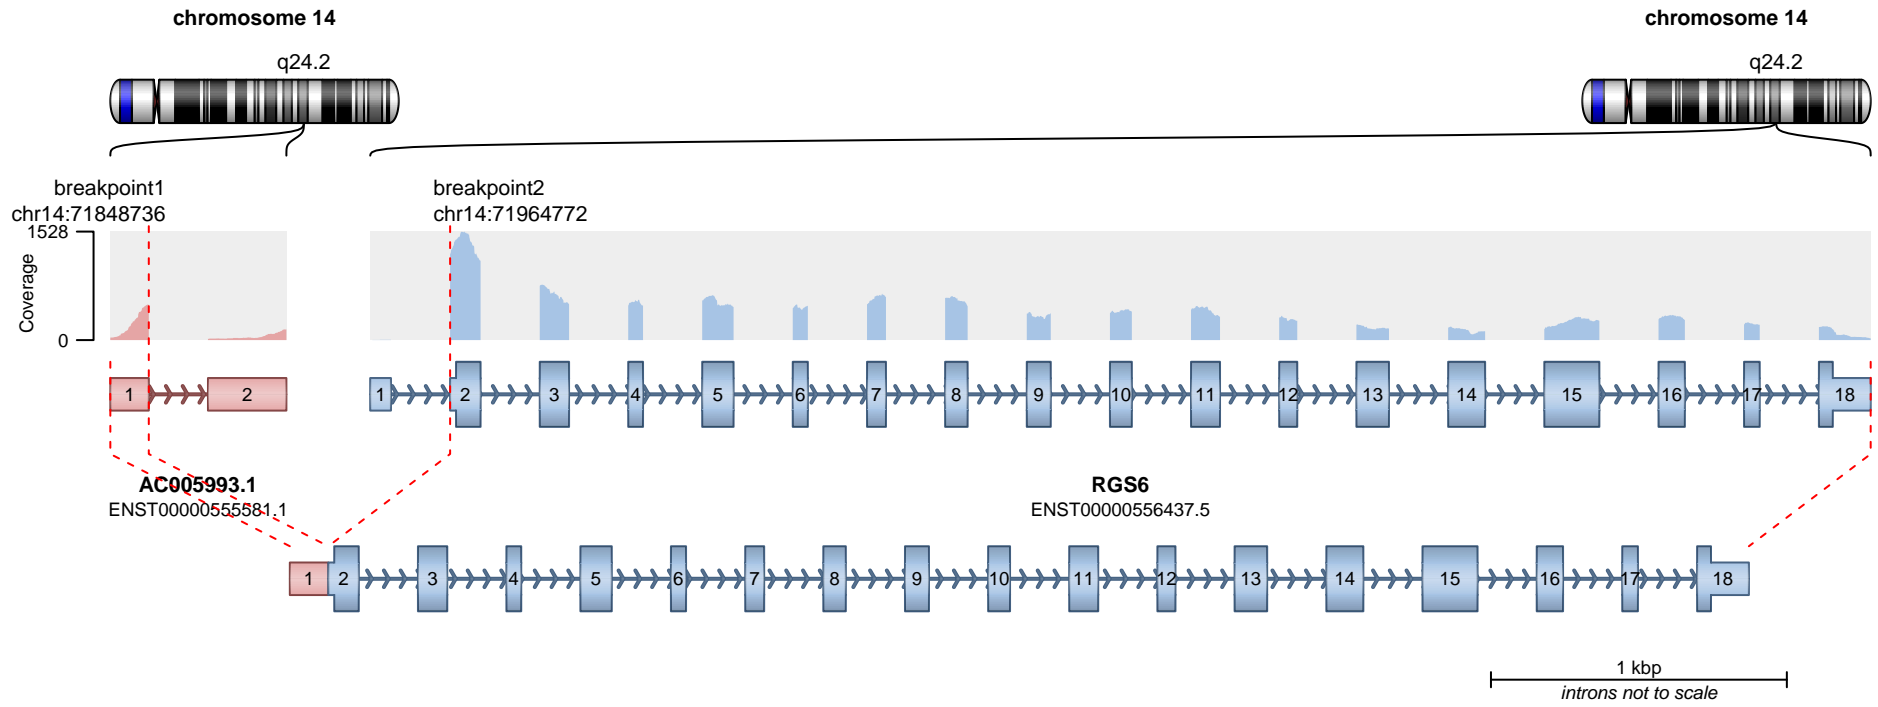 chromosome 14
chromosome 14
q24.2
q24.2
breakpoint1
chr14:71848736
breakpoint2
chr14:71964772
1528
Coverage
0
1 2
1 2 3 4 5 6 7 8 9 10 11 12 13 14 15 16 17 18
AC005993.1
ENST00000555581.1
RGS6
ENST00000556437.5
1 2 3 4 5 6 7 8 9 10 11 12 13 14 15 16 17 18
1 kbp
introns not to scale